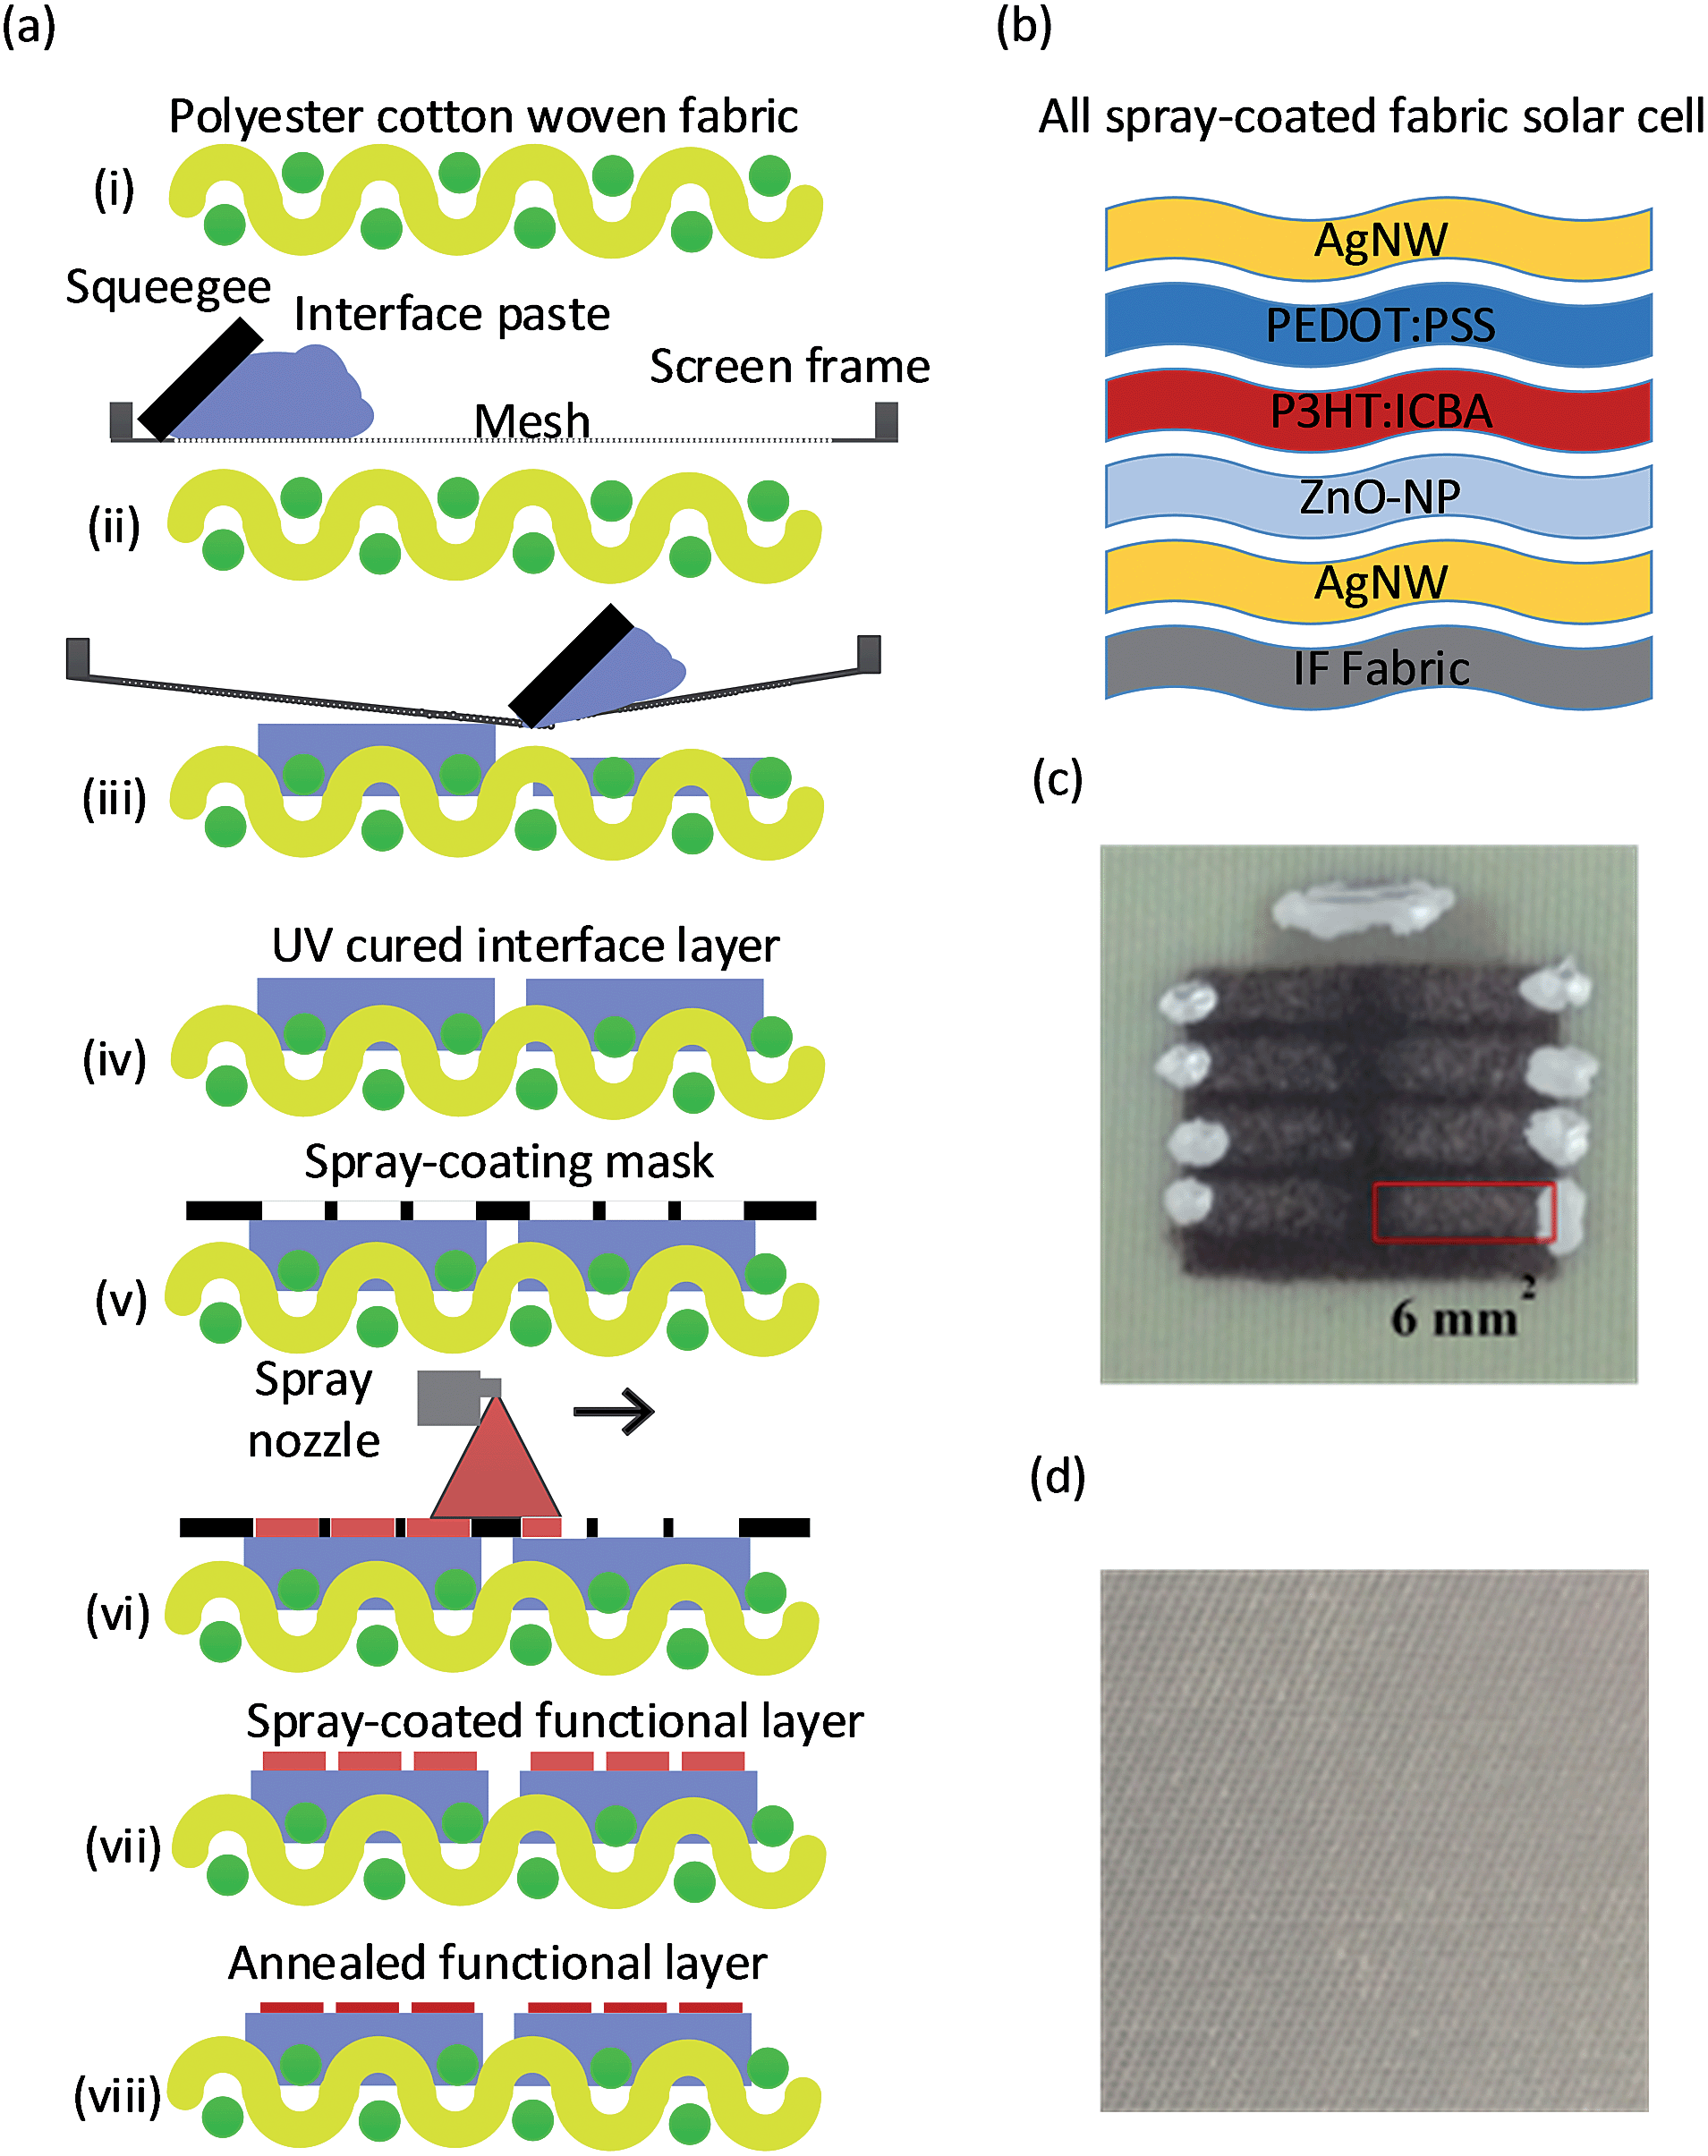 (a)
Polyester cotton woven fabric
(i)
Squeegee
Interface paste
Screen frame
Mesh
(ii)
(iii)
UV cured interface layer
(iv)
Spray-coating mask
(v)
Spray
nozzle
(vi)
Spray-coated functional layer
(vii)
Annealed functional layer
(viii)
(b)
All spray-coated fabric solar cell
AgNW
PEDOT:PSS
P3HT:ICBA
ZnO-NP
AgNW
IF Fabric
(c)
6 mm²
(d)